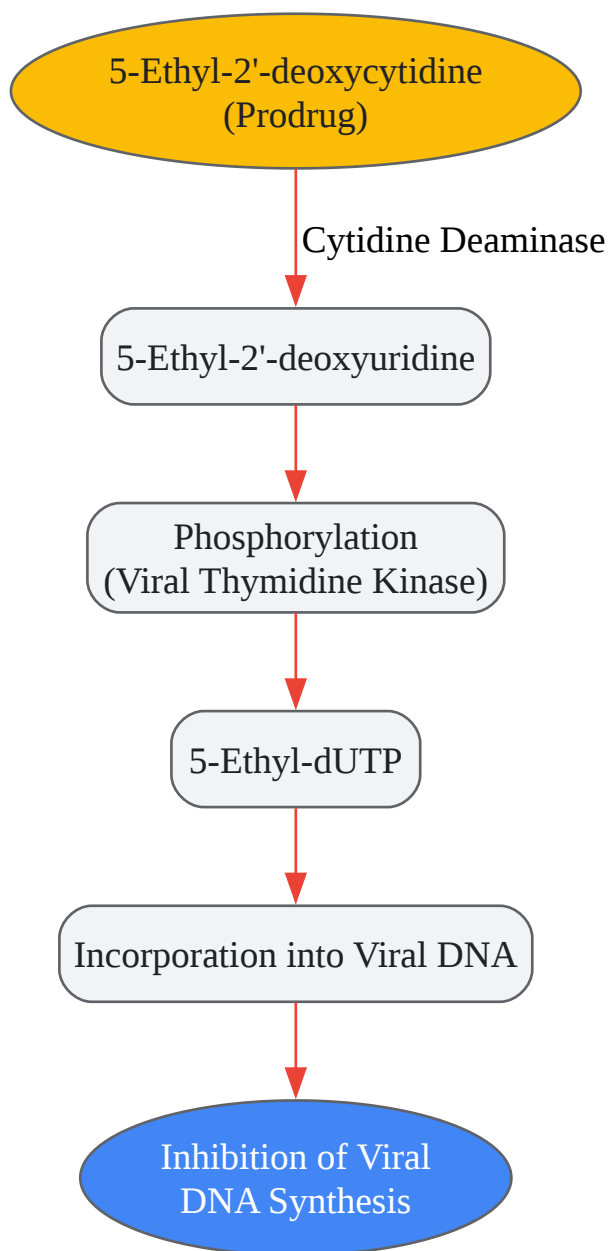 5-Ethyl-2'-deoxycytidine
(Prodrug)
Cytidine Deaminase
5-Ethyl-2'-deoxyuridine
Phosphorylation
(Viral Thymidine Kinase)
5-Ethyl-dUTP
Incorporation into Viral DNA
Inhibition of Viral
DNA Synthesis